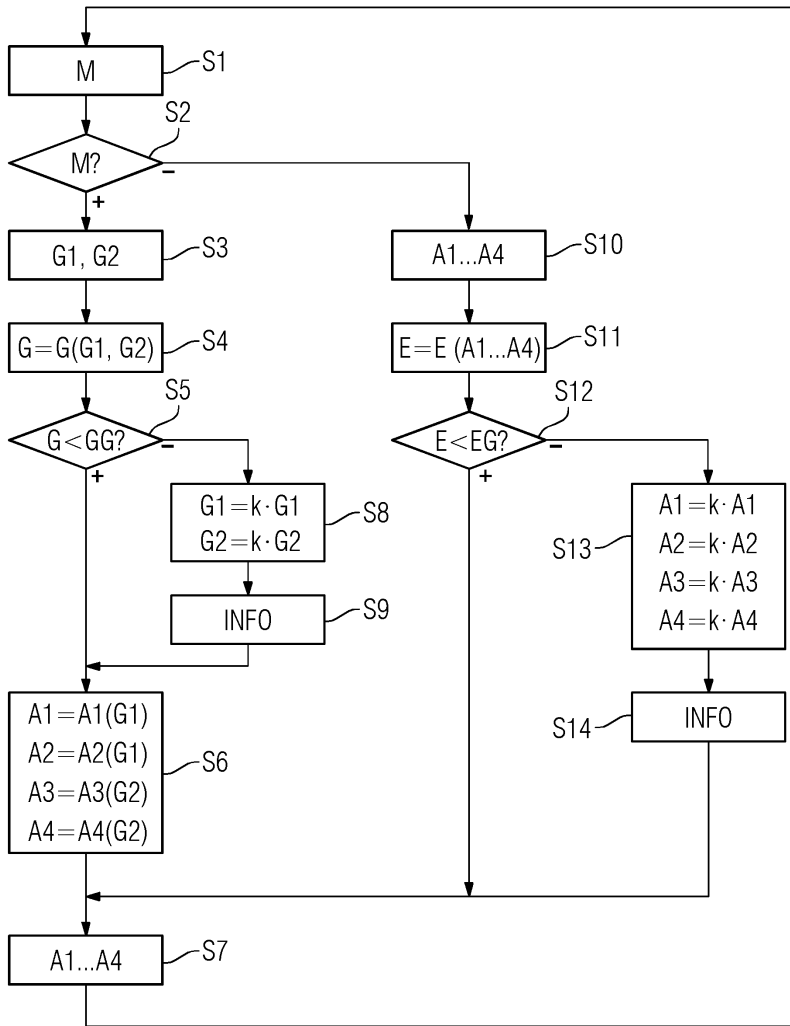 M
S1
S2
M?
−
+
G1, G2
S3
A1...A4
S10
G=G(G1, G2)
S4
E=E (A1...A4)
S11
S5
S12
G<GG?
−
+
E<EG?
−
+
G1=k·G1
G2=k·G2
S8
A1=k·A1
A2=k·A2
A3=k·A3
A4=k·A4
S13
INFO
S9
A1=A1(G1)
A2=A2(G1)
A3=A3(G2)
A4=A4(G2)
S6
INFO
S14
A1...A4
S7